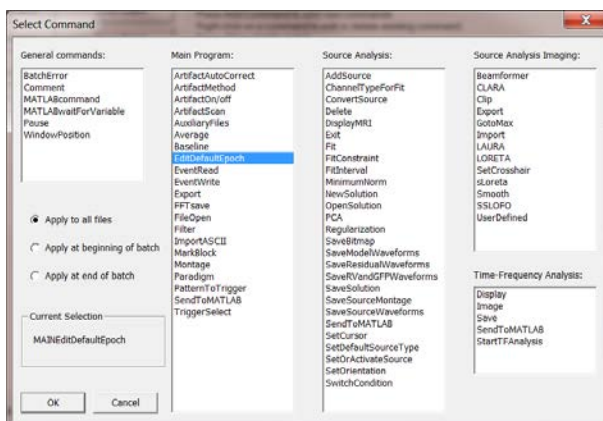 Select Command
General commands:
BatchError
Comment
MATLABcommand
MATLABwaitForVariable
Pause
WindowPosition
Apply to all files
Apply at beginning of batch
Apply at end of batch
Current Selection
MAINEditDefaultEpoch
OK
Cancel
Main Program:
ArtifactAutoCorrect
ArtifactMethod
ArtifactOn/off
ArtifactScan
AuxiliaryFiles
Average
Baseline
EditDefaultEpoch
EventRead
EventWrite
Export
FFTsave
FileOpen
Filter
ImportASCII
MarkBlock
Montage
Paradigm
PatternToTrigger
SendToMATLAB
TriggerSelect
Source Analysis:
AddSource
ChannelTypeForFit
ConvertSource
Delete
DisplayMRI
Exit
Fit
FitConstraint
FitInterval
MinimumNorm
NewSolution
OpenSolution
PCA
Regularization
SaveBitmap
SaveModelWaveforms
SaveResidualWaveforms
SaveRVandGFPWaveforms
SaveSolution
SaveSourceMontage
SaveSourceWaveforms
SendToMATLAB
SetCursor
SetDefaultSourceType
SetOrActivateSource
SetOrientation
SwitchCondition
Source Analysis Imaging:
Beamformer
CLARA
Clip
Export
GotoMax
Import
LAURA
LORETA
SetCrosshair
sLoreta
Smooth
SSLOFO
UserDefined
Time-Frequency Analysis:
Display
Image
Save
SendToMATLAB
StartTFAnalysis